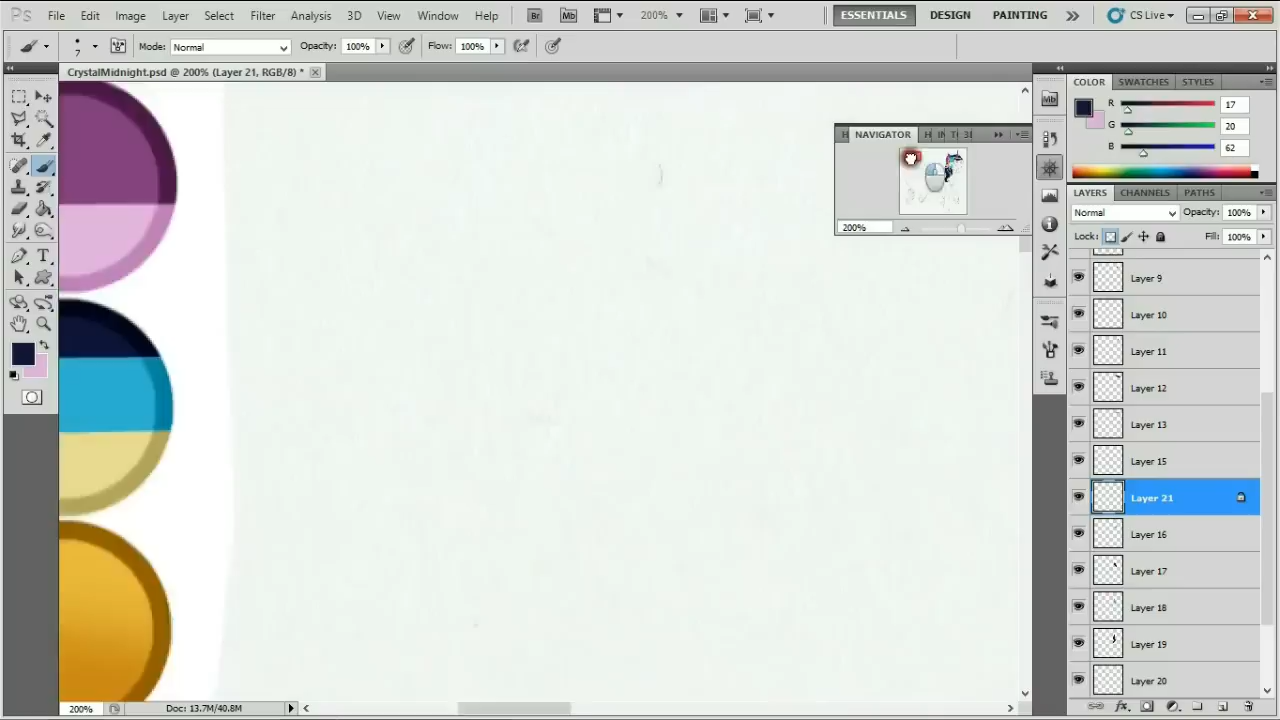 Ps File Edit Image Layer Select Filter Analysis 3D View Window Help Br Mb 200% ESSENTIALS DESIGN PAINTING CS Live
7 Mode: Normal Opacity: 100% Flow: 100%
CrystalMidnight.psd @ 200% (Layer 21, RGB/8) *
COLOR SWATCHES STYLES
Mb
R 17
G 20
B 62
NAVIGATOR
200%
LAYERS CHANNELS PATHS
Normal Opacity: 100%
Lock: Fill: 100%
Layer 9
Layer 10
Layer 11
Layer 12
Layer 13
Layer 15
Layer 21
Layer 16
Layer 17
Layer 18
Layer 19
Layer 20
200% Doc: 13.7M/40.8M